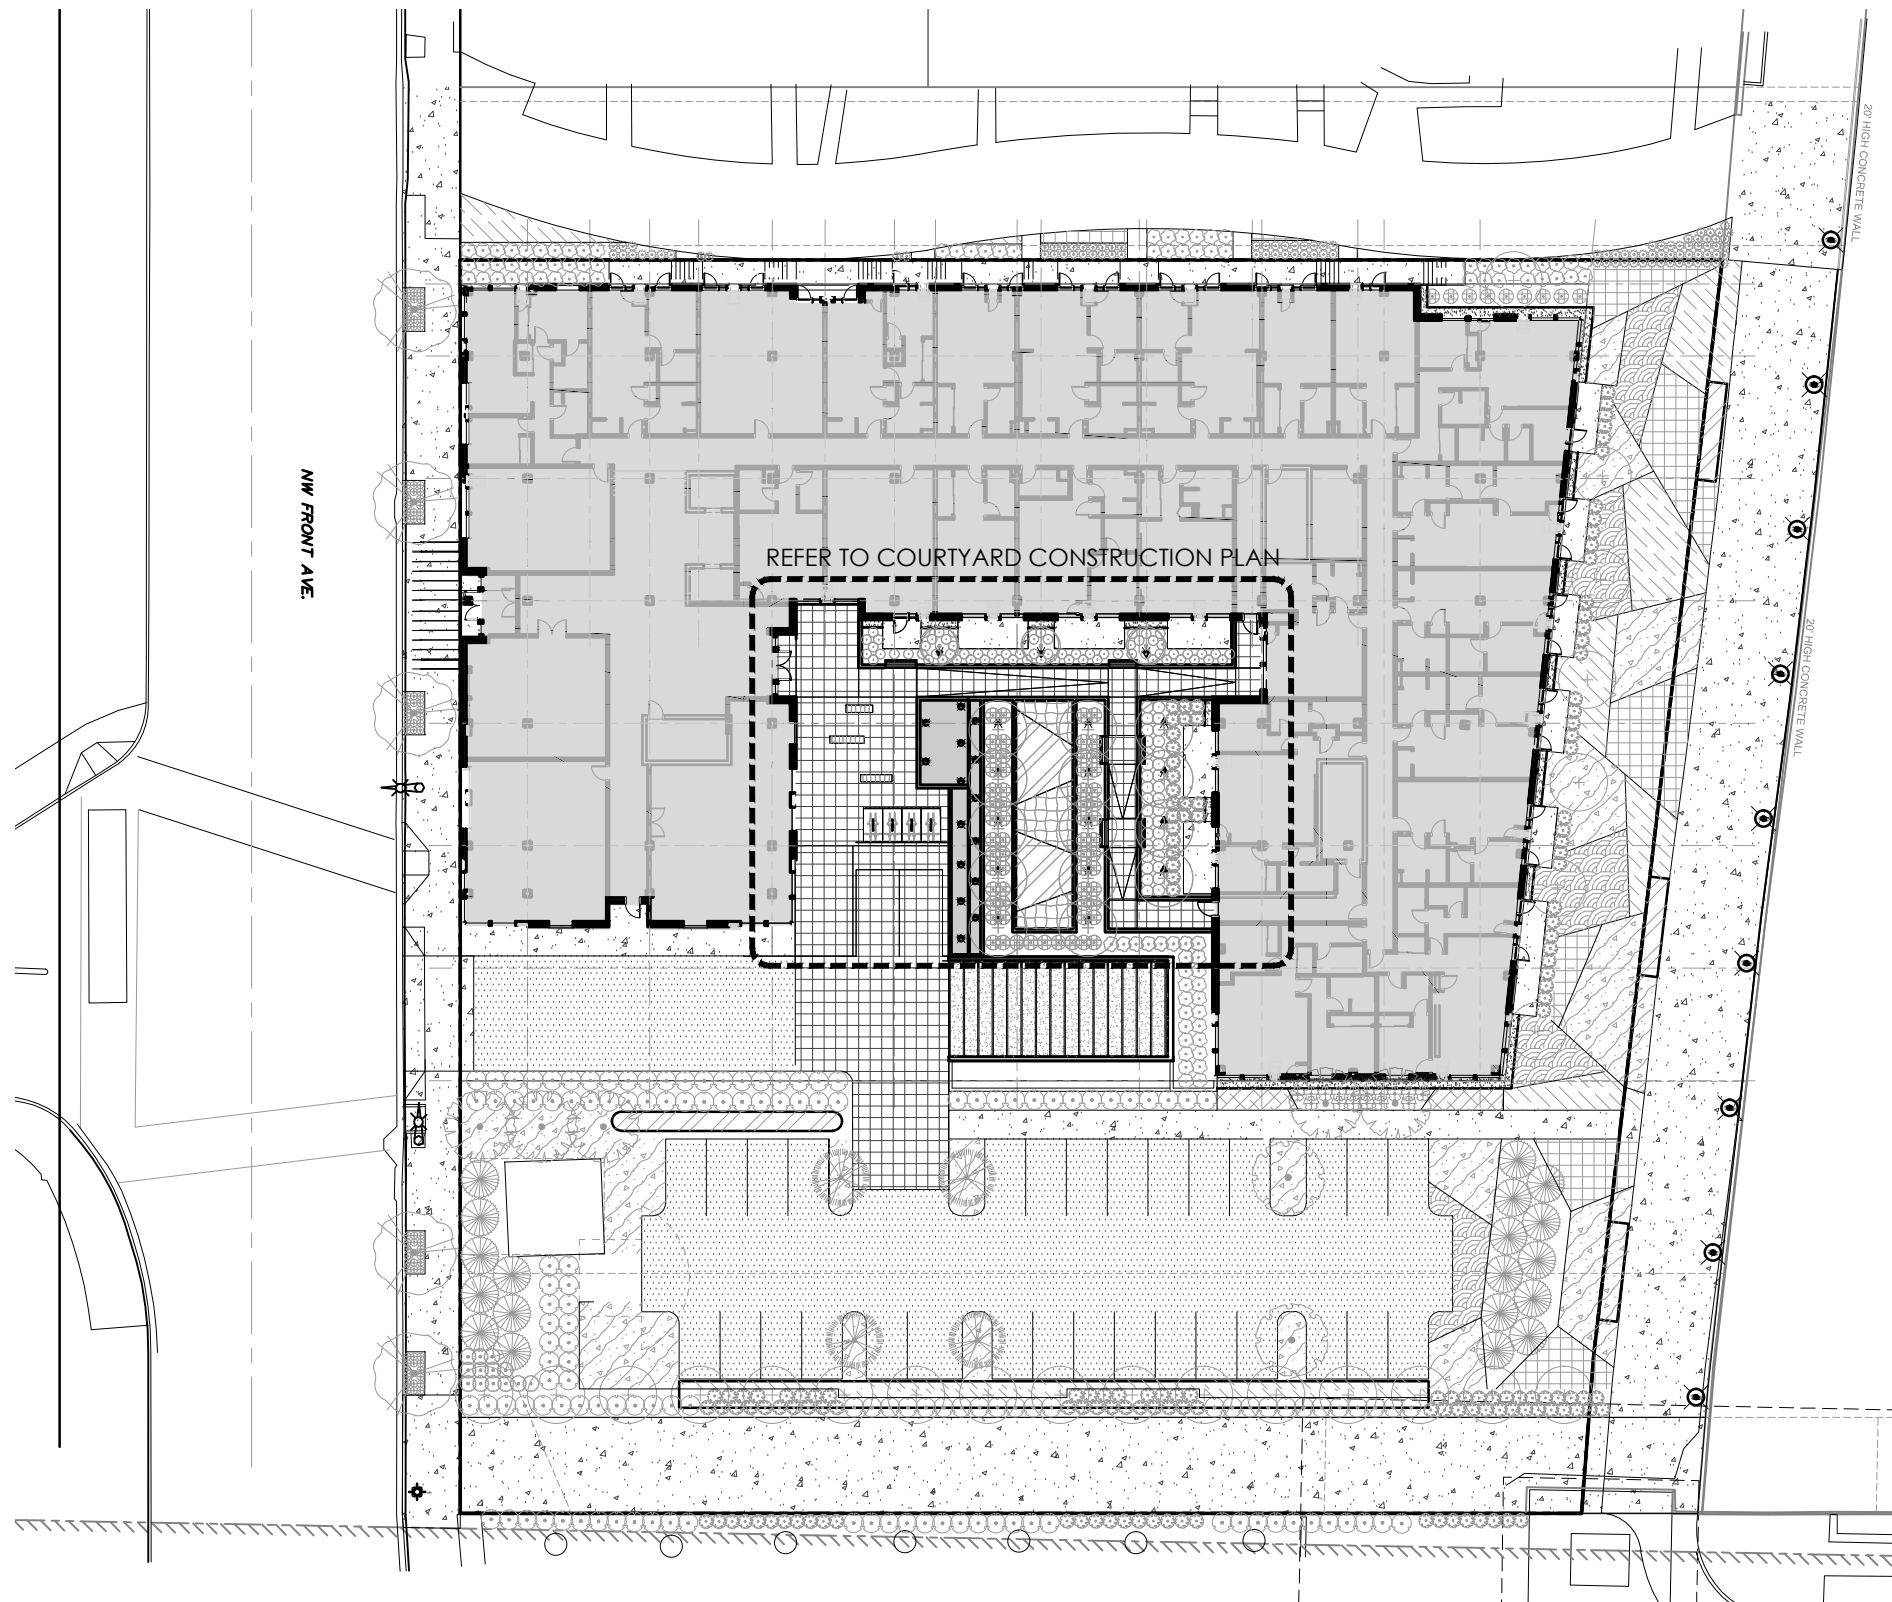 20' HIGH CONCRETE WALL
NW FRONT AVE.
REFER TO COURTYARD CONSTRUCTION PLAN
20' HIGH CONCRETE WALL